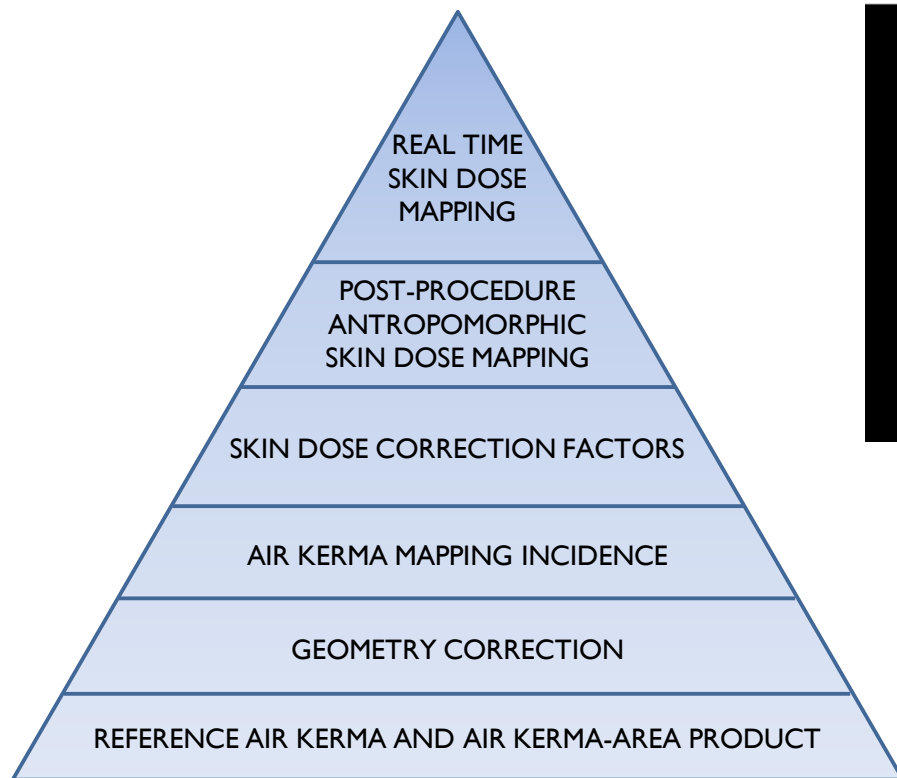 REAL TIME
SKIN DOSE
MAPPING
POST-PROCEDURE
ANTROPOMORPHIC
SKIN DOSE MAPPING
SKIN DOSE CORRECTION FACTORS
AIR KERMA MAPPING INCIDENCE
GEOMETRY CORRECTION
REFERENCE AIR KERMA AND AIR KERMA-AREA PRODUCT